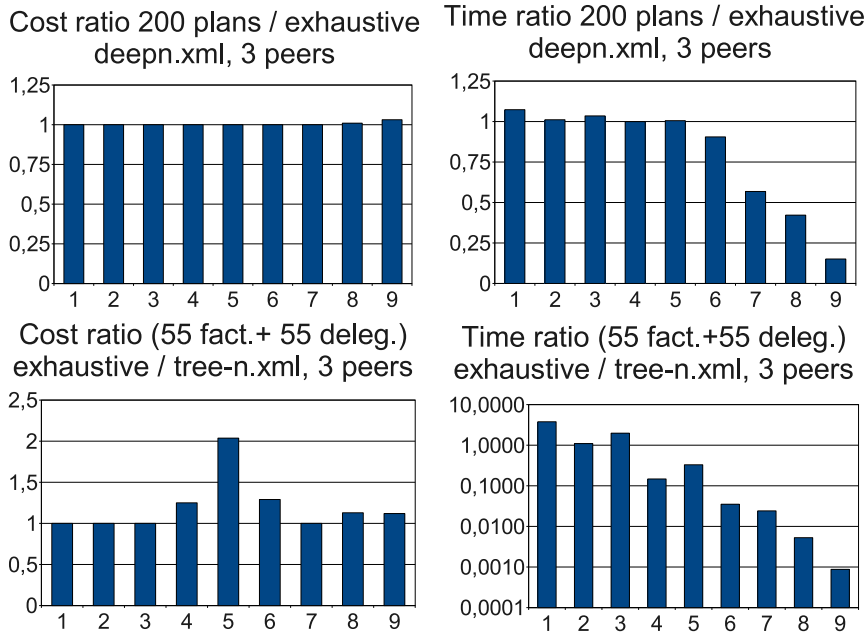 Cost ratio 200 plans / exhaustive
deepn.xml, 3 peers
1,25
1
0,75
0,5
0,25
0
1 2 3 4 5 6 7 8 9
Time ratio 200 plans / exhaustive
deepn.xml, 3 peers
1,25
1
0,75
0,5
0,25
0
1 2 3 4 5 6 7 8 9
Cost ratio (55 fact.+ 55 deleg.)
exhaustive / tree-n.xml, 3 peers
2,5
2
1,5
1
0,5
0
1 2 3 4 5 6 7 8 9
Time ratio (55 fact.+55 deleg.)
exhaustive / tree-n.xml, 3 peers
10,0000
1,0000
0,1000
0,0100
0,0010
0,0001
1 2 3 4 5 6 7 8 9